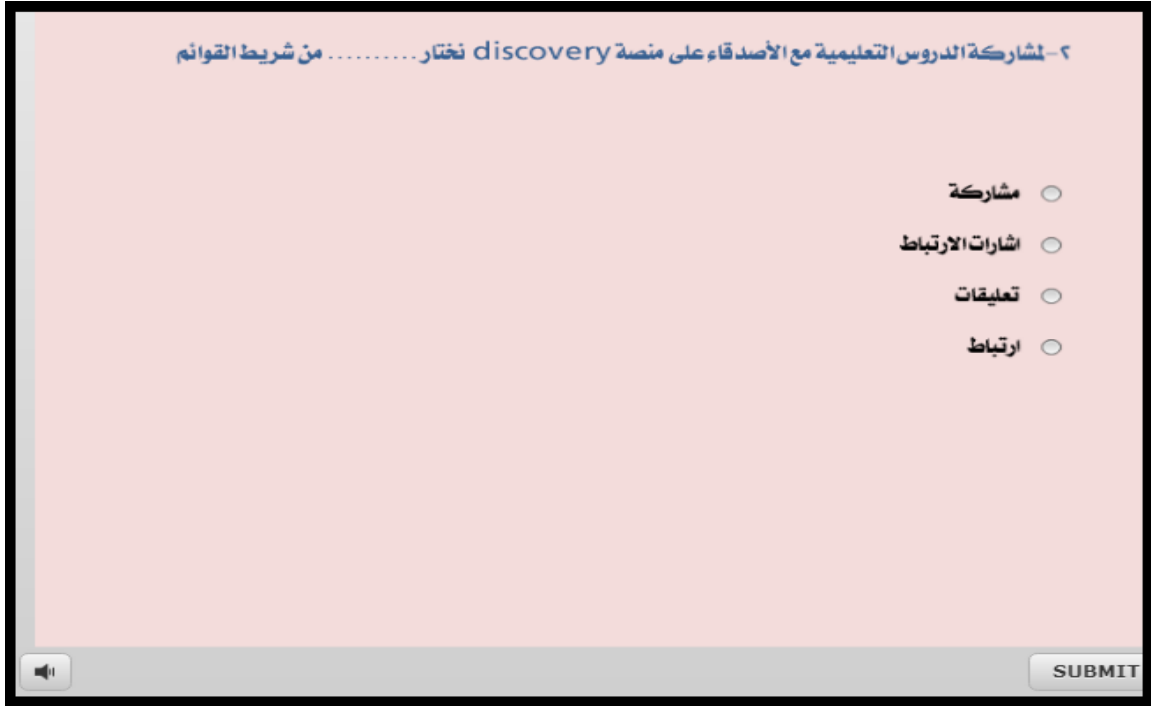 ٢-لمشاركة الدروس التعليمية مع الأصدقاء على منصة discovery نختار .......... من شريط القوائم
مشاركة
اشارات الارتباط
تعليقات
ارتباط
SUBMIT